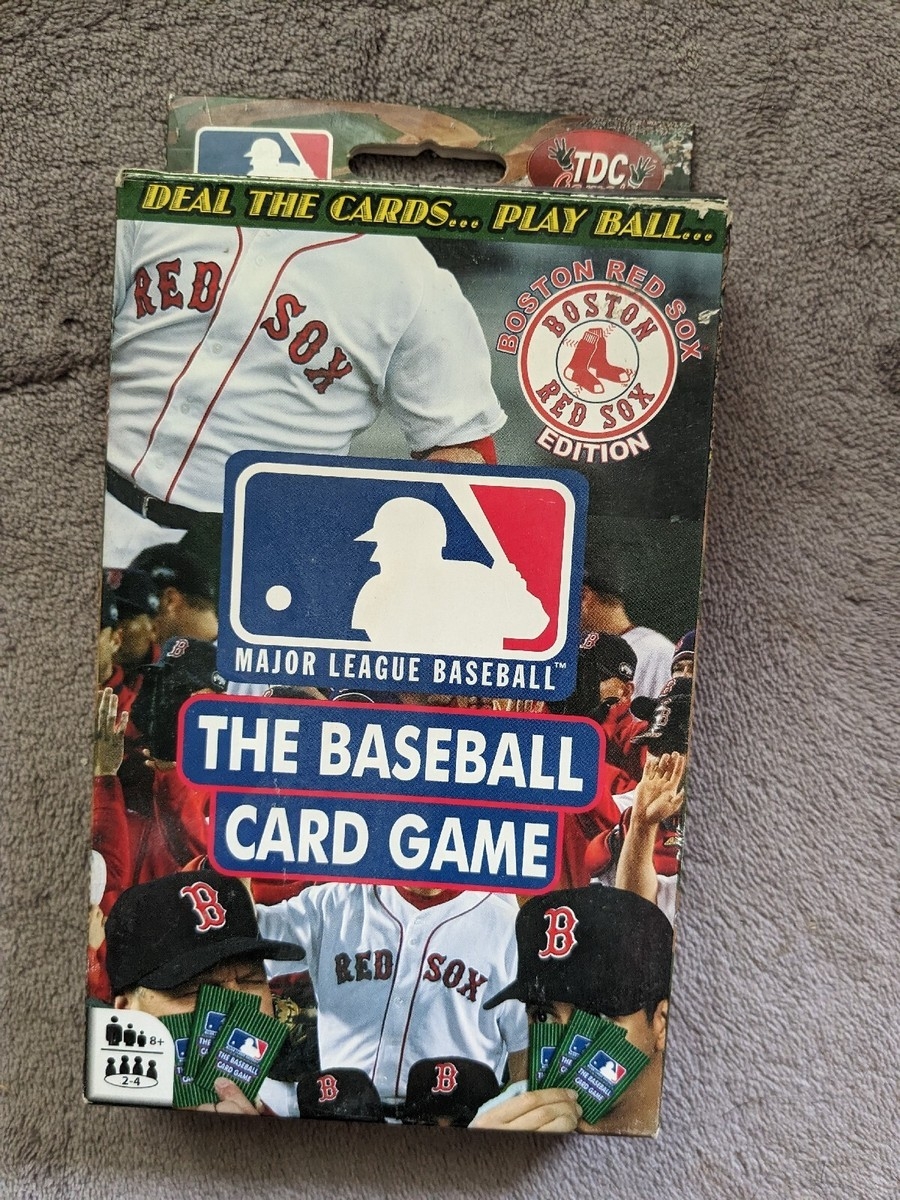 TDC
Games
DEAL THE CARDS... PLAY BALL...
RED SOX
BOSTON RED SOX
BOSTON
RED SOX
EDITION
MAJOR LEAGUE BASEBALL™
THE BASEBALL
CARD GAME
B
B
B
RED SOX
B
B
8+
2-4
THE BASEBALL
CARD GAME
THE BASEBALL
CARD GAME